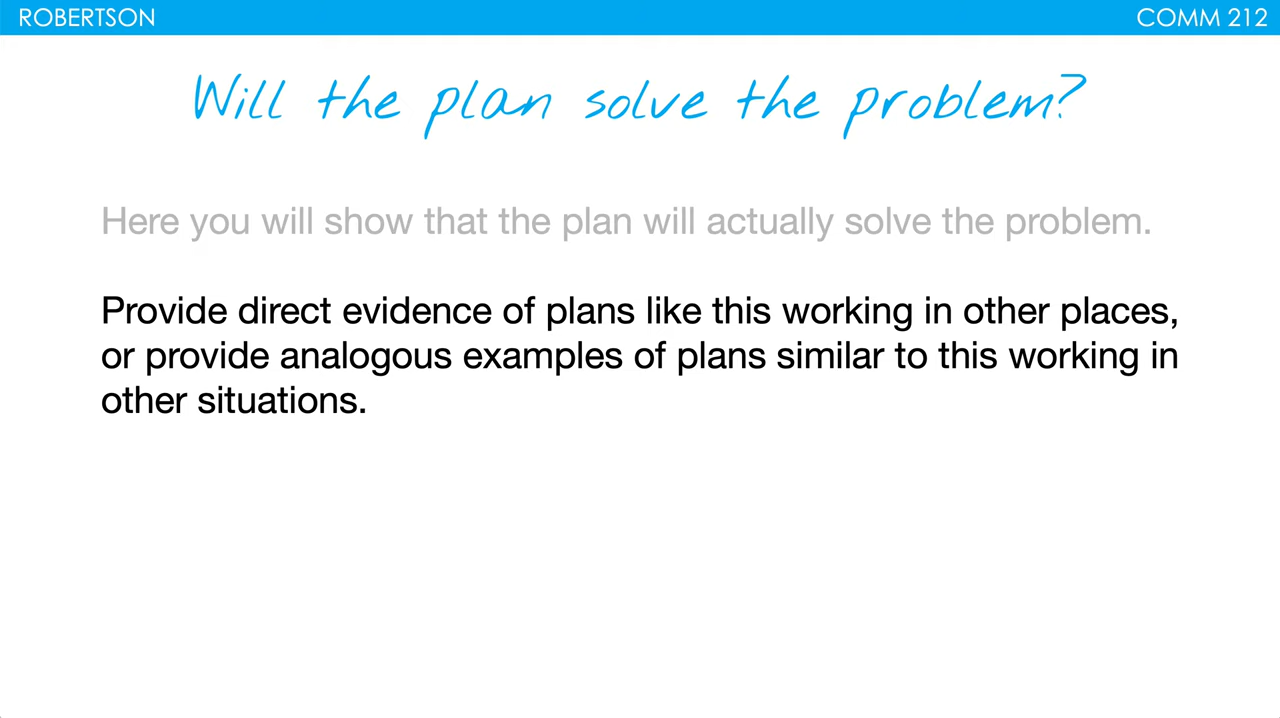 ROBERTSON
COMM 212
Will the plan solve the problem?
Here you will show that the plan will actually solve the problem.
Provide direct evidence of plans like this working in other places,
or provide analogous examples of plans similar to this working in
other situations.